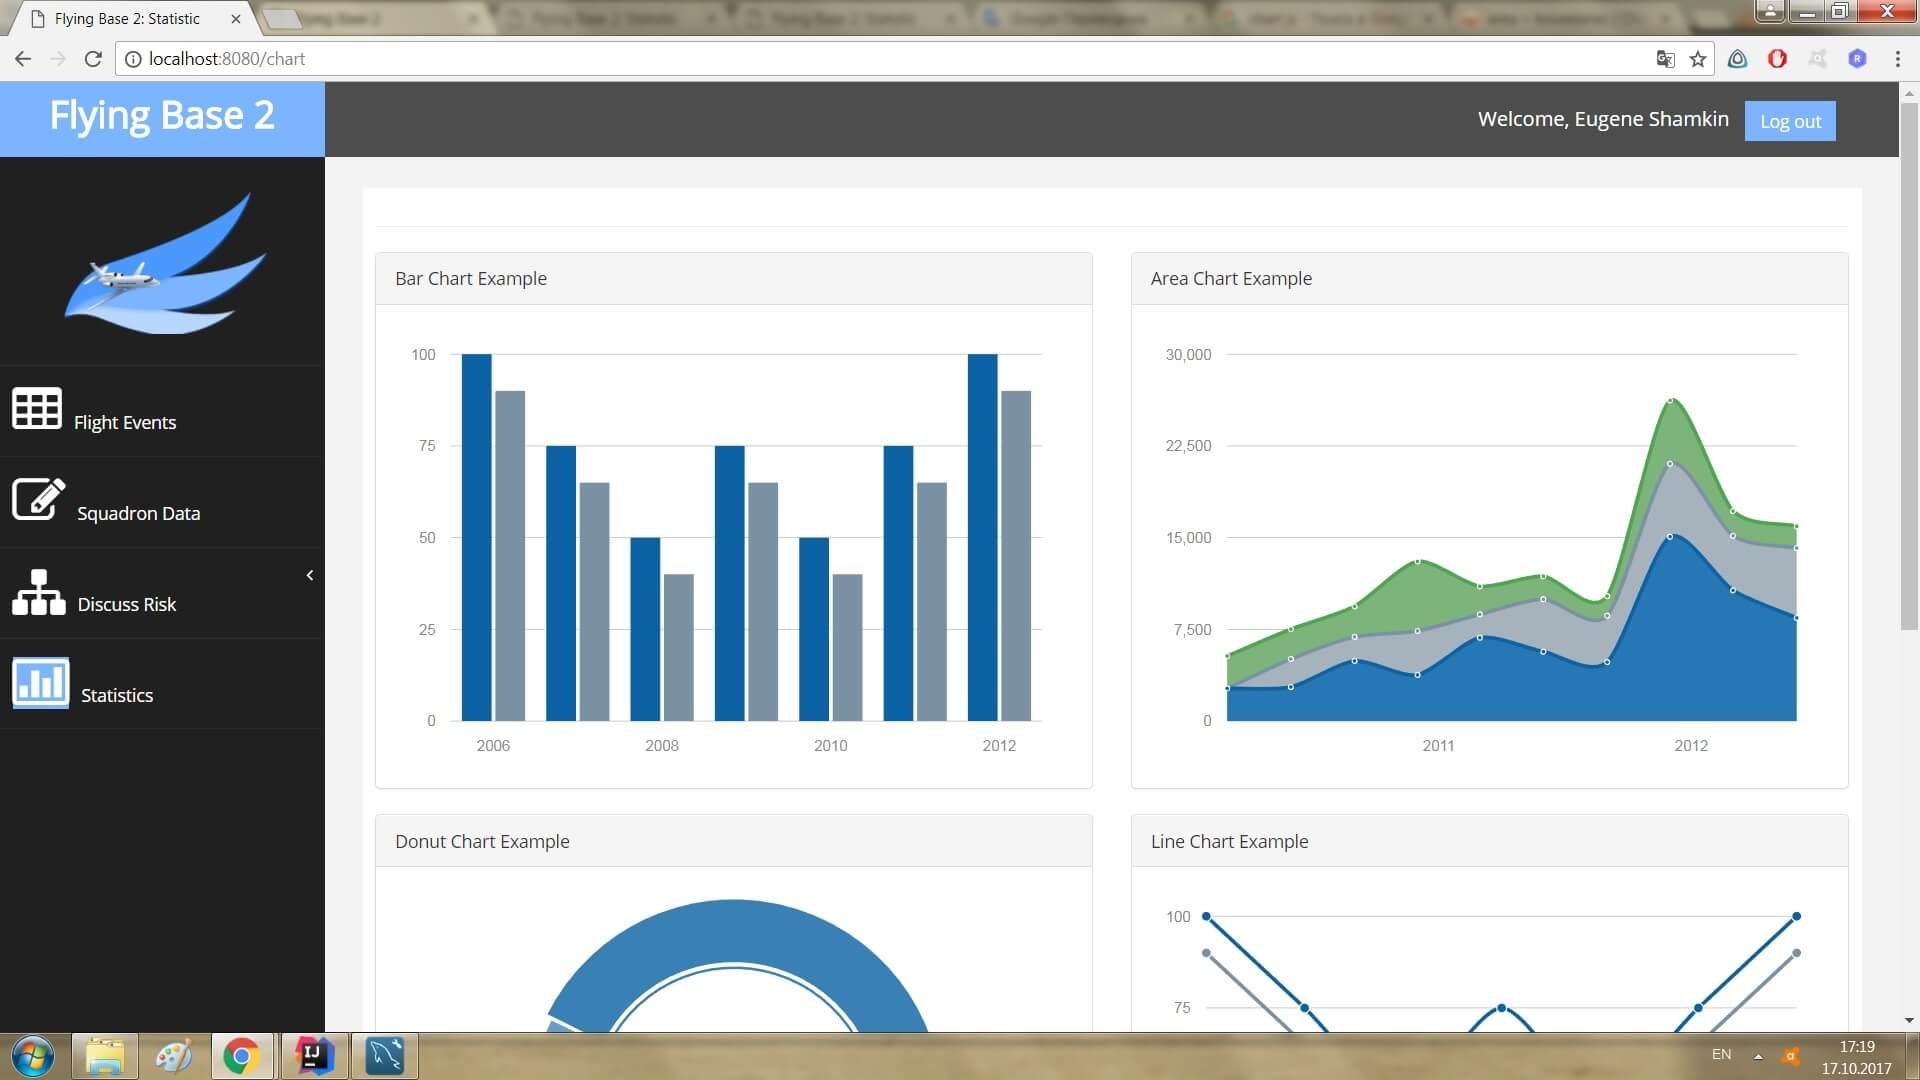 Flying Base 2: Statistic
localhost:8080/chart
Flying Base 2
Welcome, Eugene Shamkin
Log out
Flight Events
Squadron Data
Discuss Risk
Statistics
Bar Chart Example
100
75
50
25
0
2006
2008
2010
2012
Area Chart Example
30,000
22,500
15,000
7,500
0
2011
2012
Donut Chart Example
Line Chart Example
100
75
IJ
EN
17:19
17.10.2017